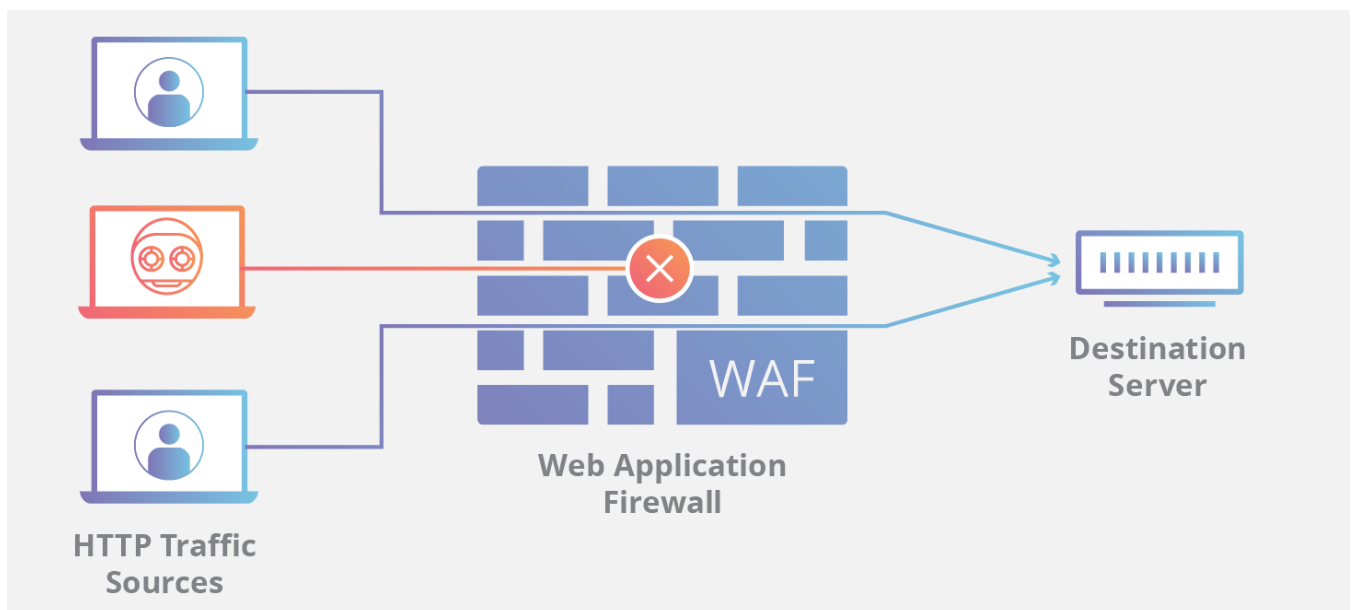 WAF
Web Application
Firewall
Destination
Server
HTTP Traffic
Sources